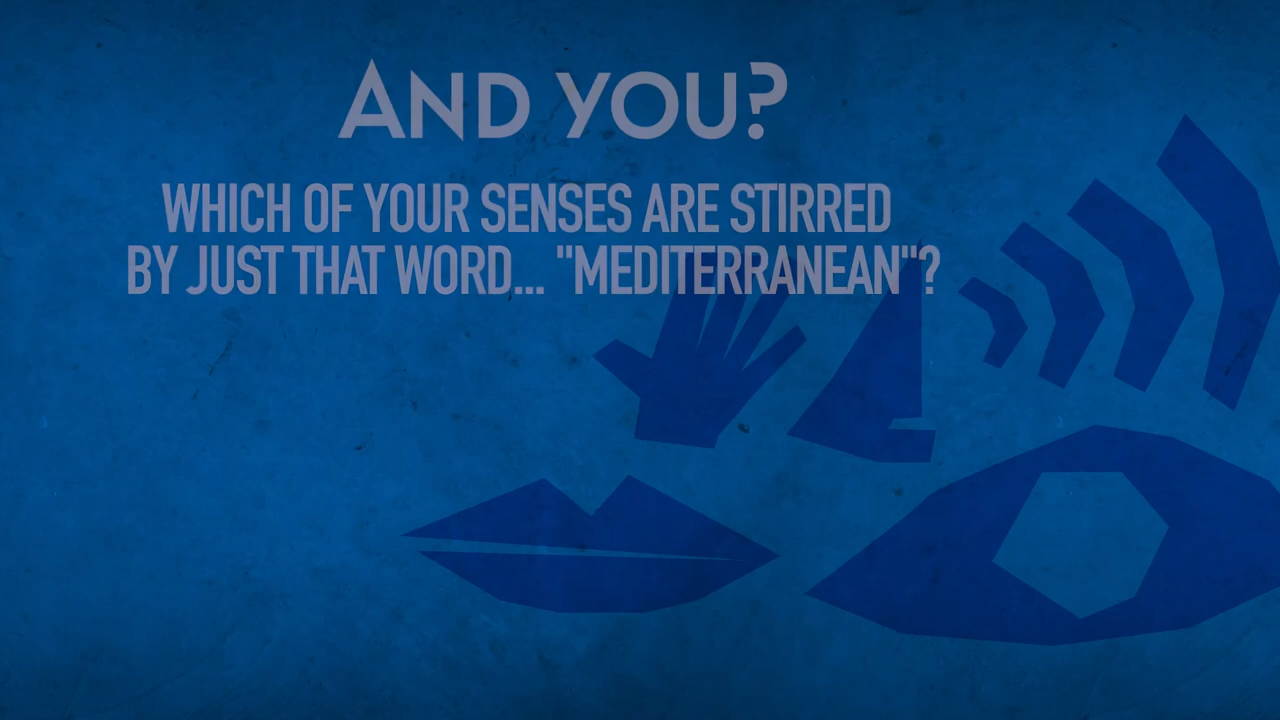 AND YOU?
WHICH OF YOUR SENSES ARE STIRRED
BY JUST THAT WORD... "MEDITERRANEAN"?